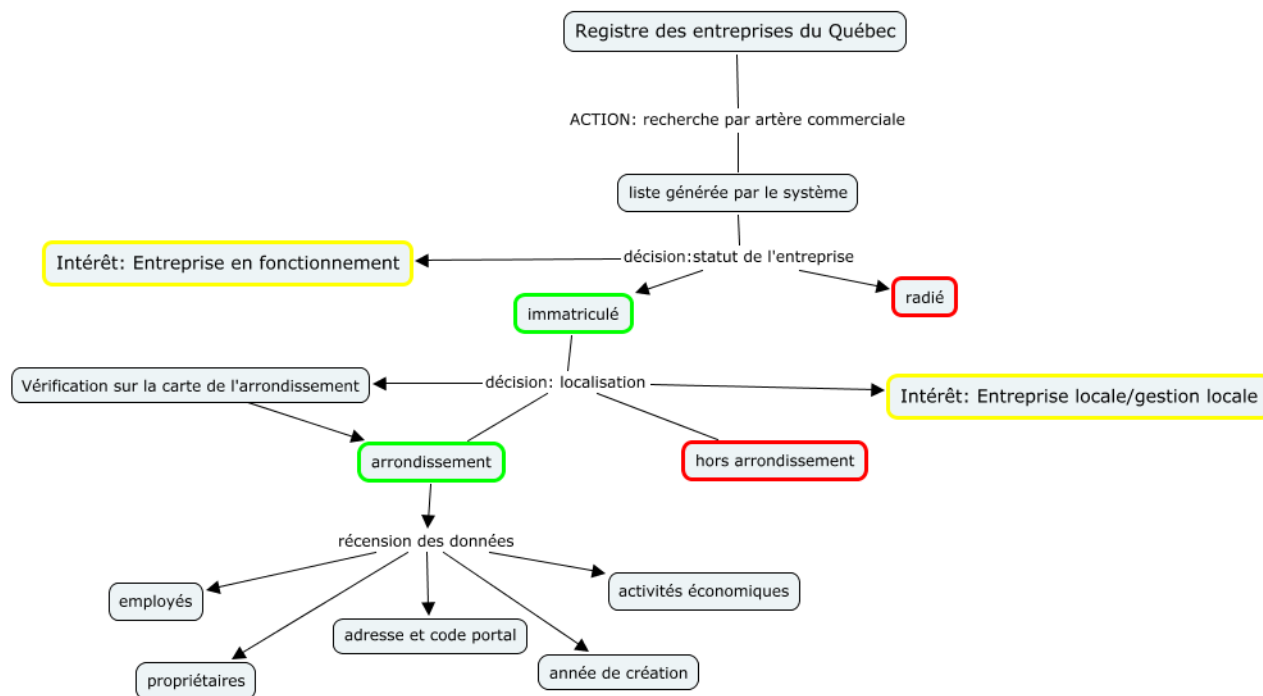 Registre des entreprises du Québec
ACTION: recherche par artère commerciale
liste générée par le système
décision:statut de l'entreprise
Intérêt: Entreprise en fonctionnement
radié
immatriculé
Vérification sur la carte de l'arrondissement
décision: localisation
Intérêt: Entreprise locale/gestion locale
arrondissement
hors arrondissement
récension des données
employés
activités économiques
adresse et code portal
propriétaires
année de création